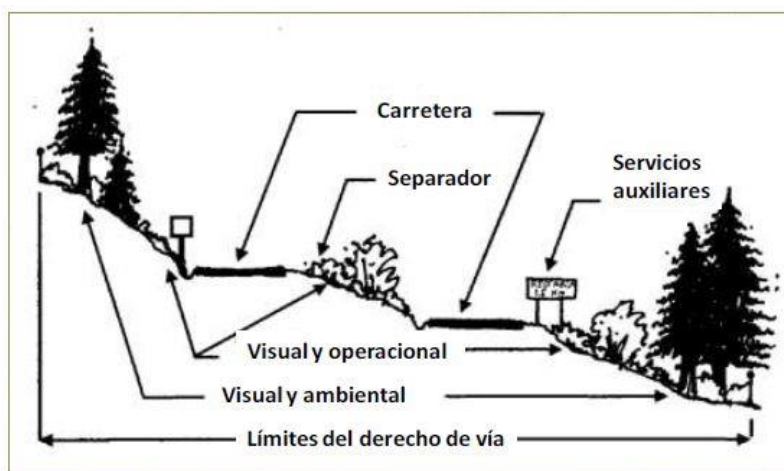 Carretera
Separador
Servicios
auxiliares
Visual y operacional
Visual y ambiental
Límites del derecho de vía